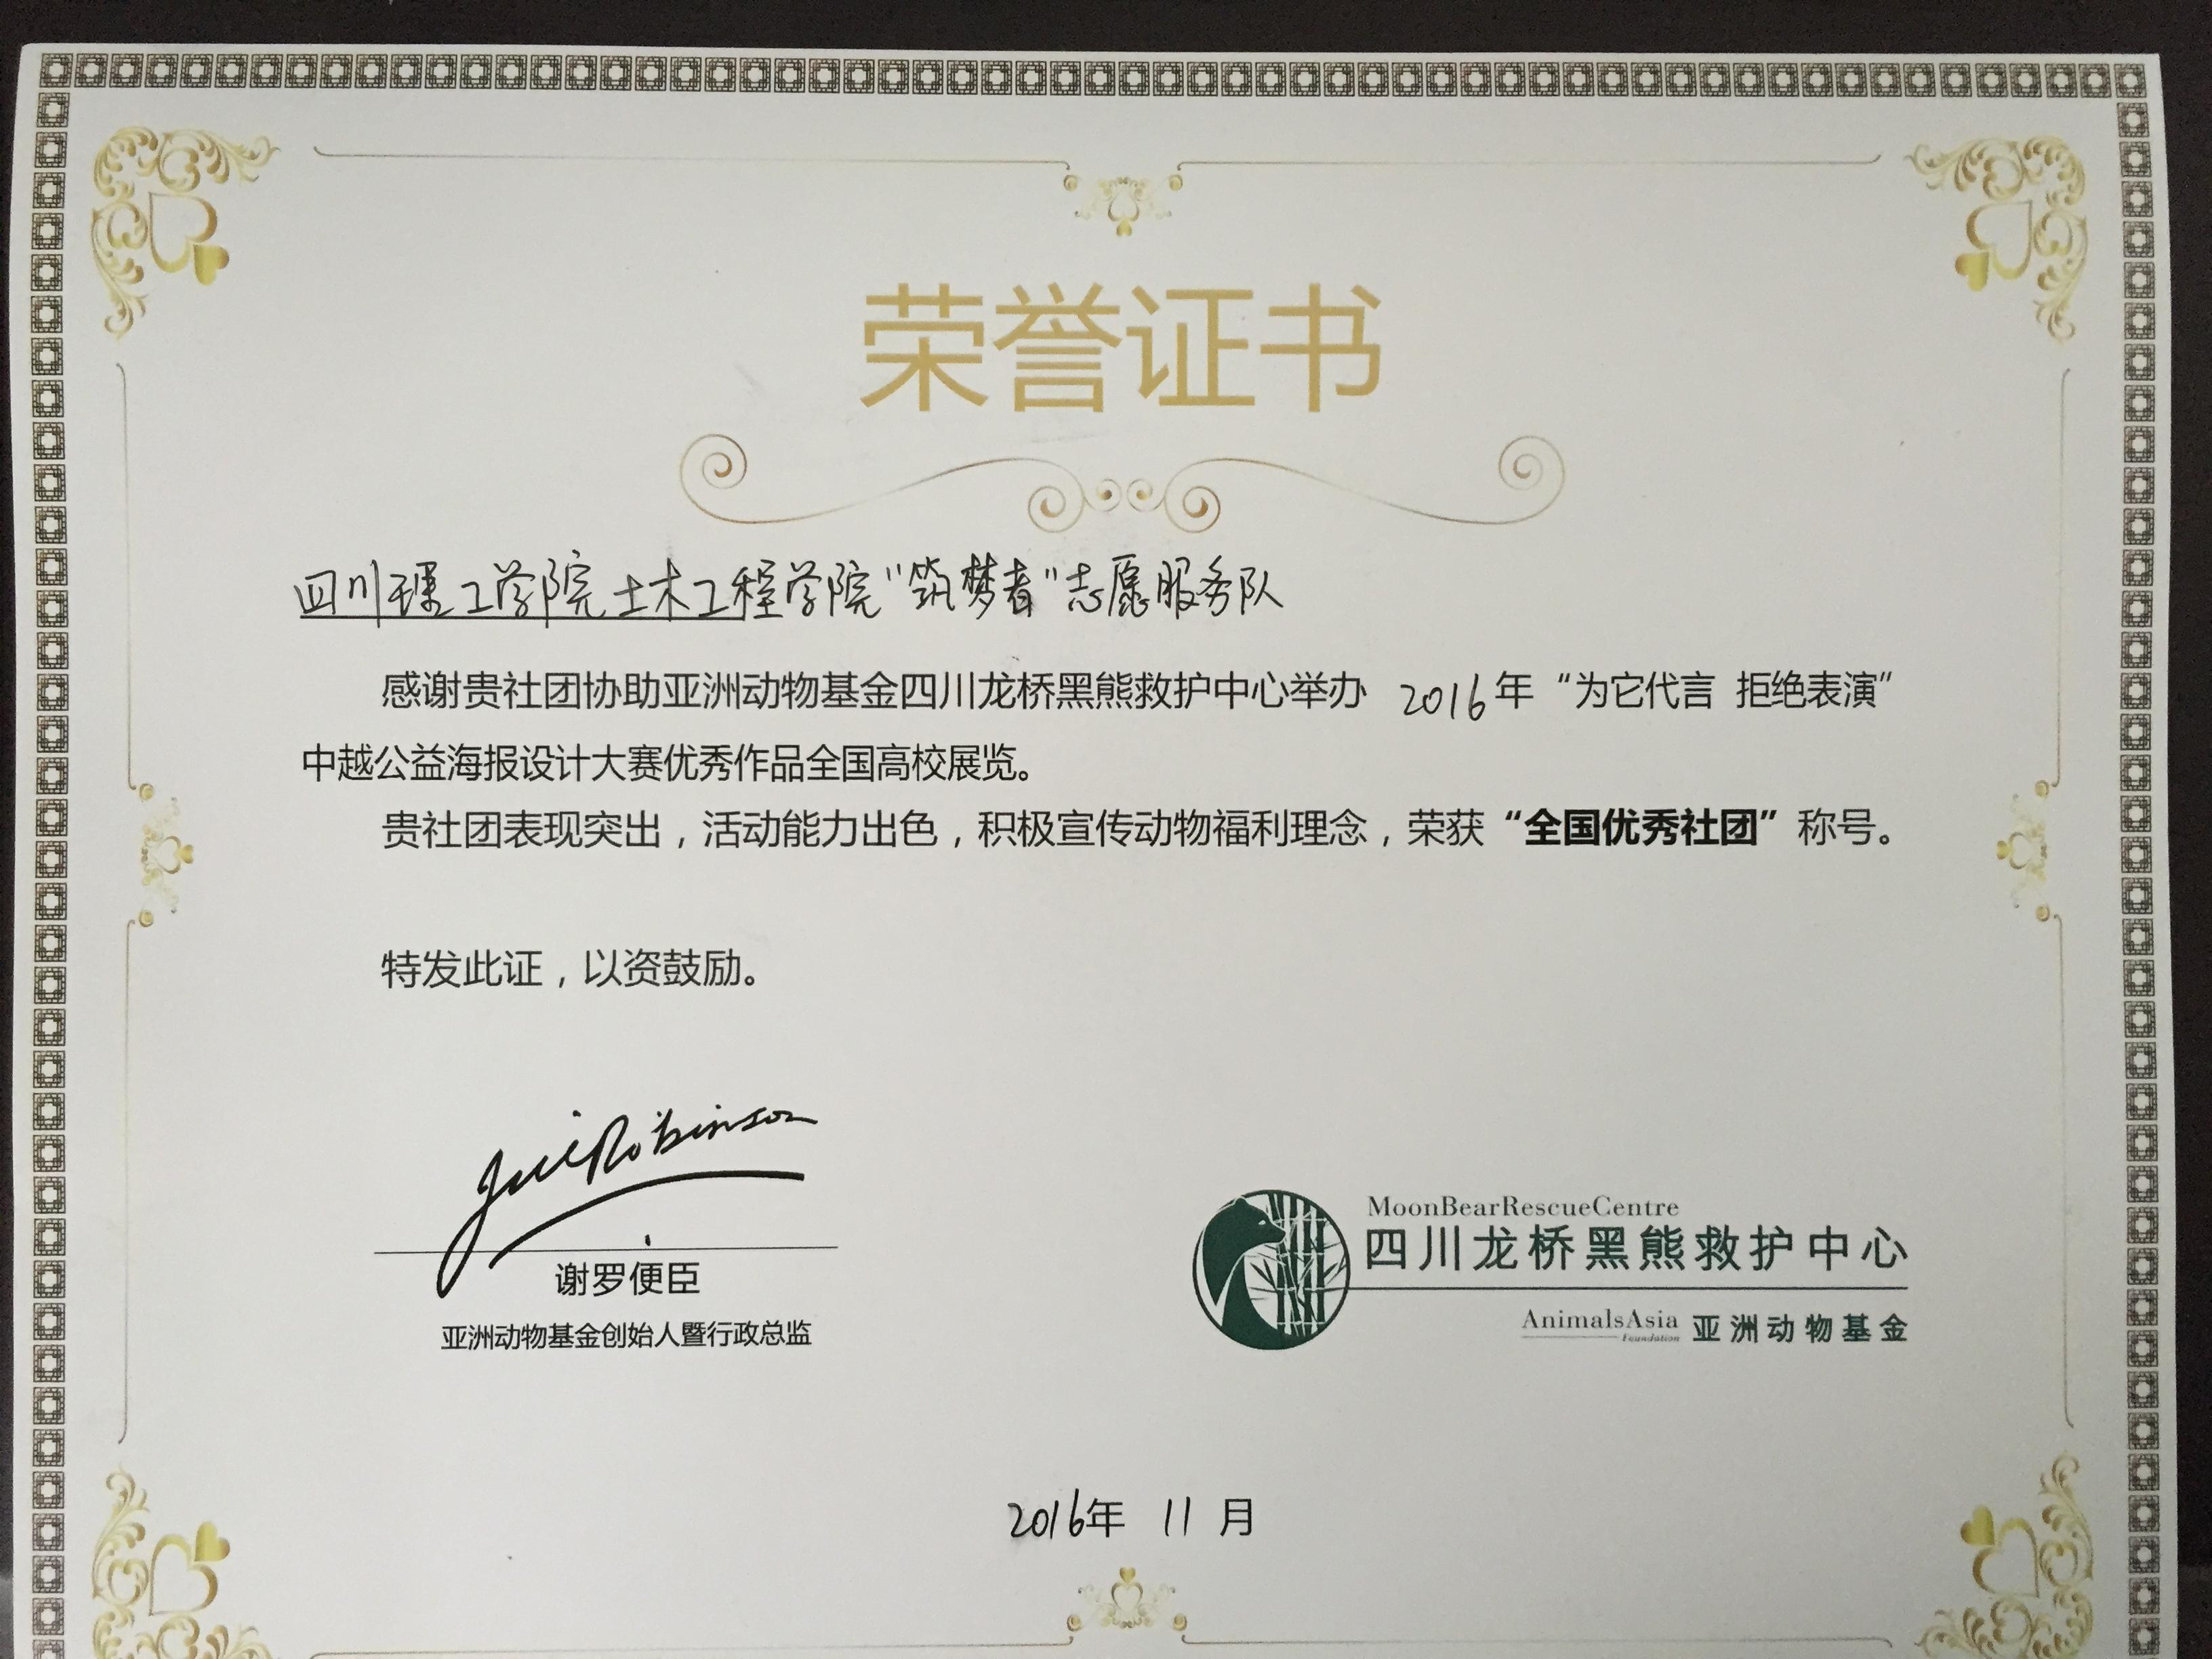 荣誉证书
四川理工学院土木工程学院“筑梦者”志愿服务队
感谢贵社团协助亚洲动物基金四川龙桥黑熊救护中心举办 2016年“为它代言 拒绝表演”
中越公益海报设计大赛优秀作品全国高校展览。
贵社团表现突出，活动能力出色，积极宣传动物福利理念，荣获“全国优秀社团”称号。
特发此证，以资鼓励。
Jill Robinson
谢罗便臣
亚洲动物基金创始人暨行政总监
MoonBearRescueCentre
四川龙桥黑熊救护中心
AnimalsAsia 亚洲动物基金
Foundation
2016年 11 月